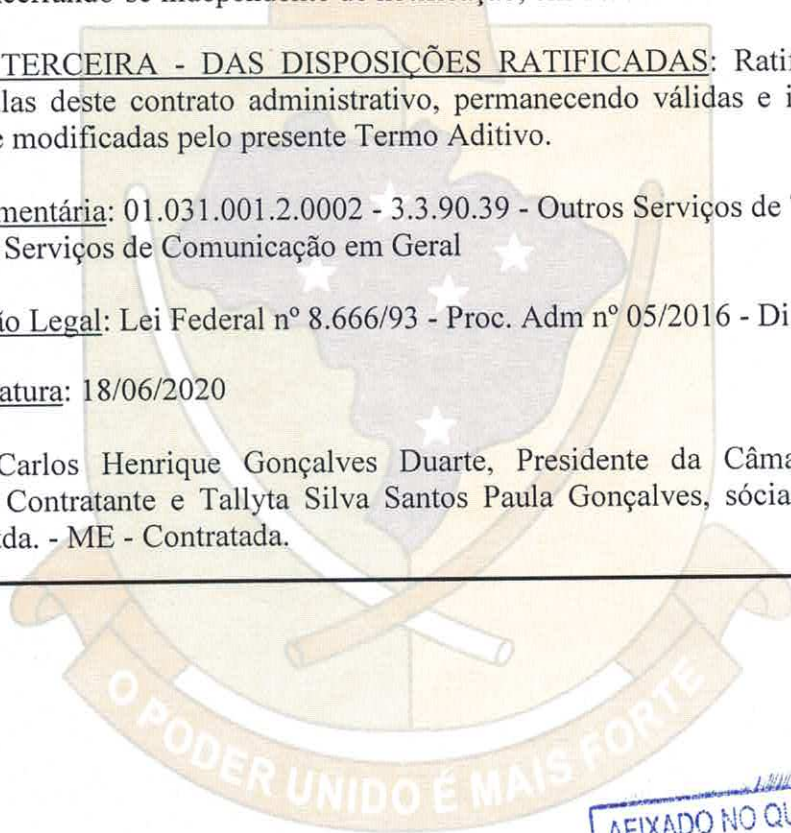 TERCEIRA - DAS DISPOSIÇÕES RATIFICADAS: Ratif
las deste contrato administrativo, permanecendo válidas e i
e modificadas pelo presente Termo Aditivo.
mentária: 01.031.001.2.0002 - 3.3.90.39 - Outros Serviços de
Serviços de Comunicação em Geral
ão Legal: Lei Federal nº 8.666/93 - Proc. Adm nº 05/2016 - Di
atura: 18/06/2020
Carlos Henrique Gonçalves Duarte, Presidente da Câma
Contratante e Tallyta Silva Santos Paula Gonçalves, sócia
tda. - ME - Contratada.
O PODER UNIDO É MAIS FORTE
AFIXADO NO QU